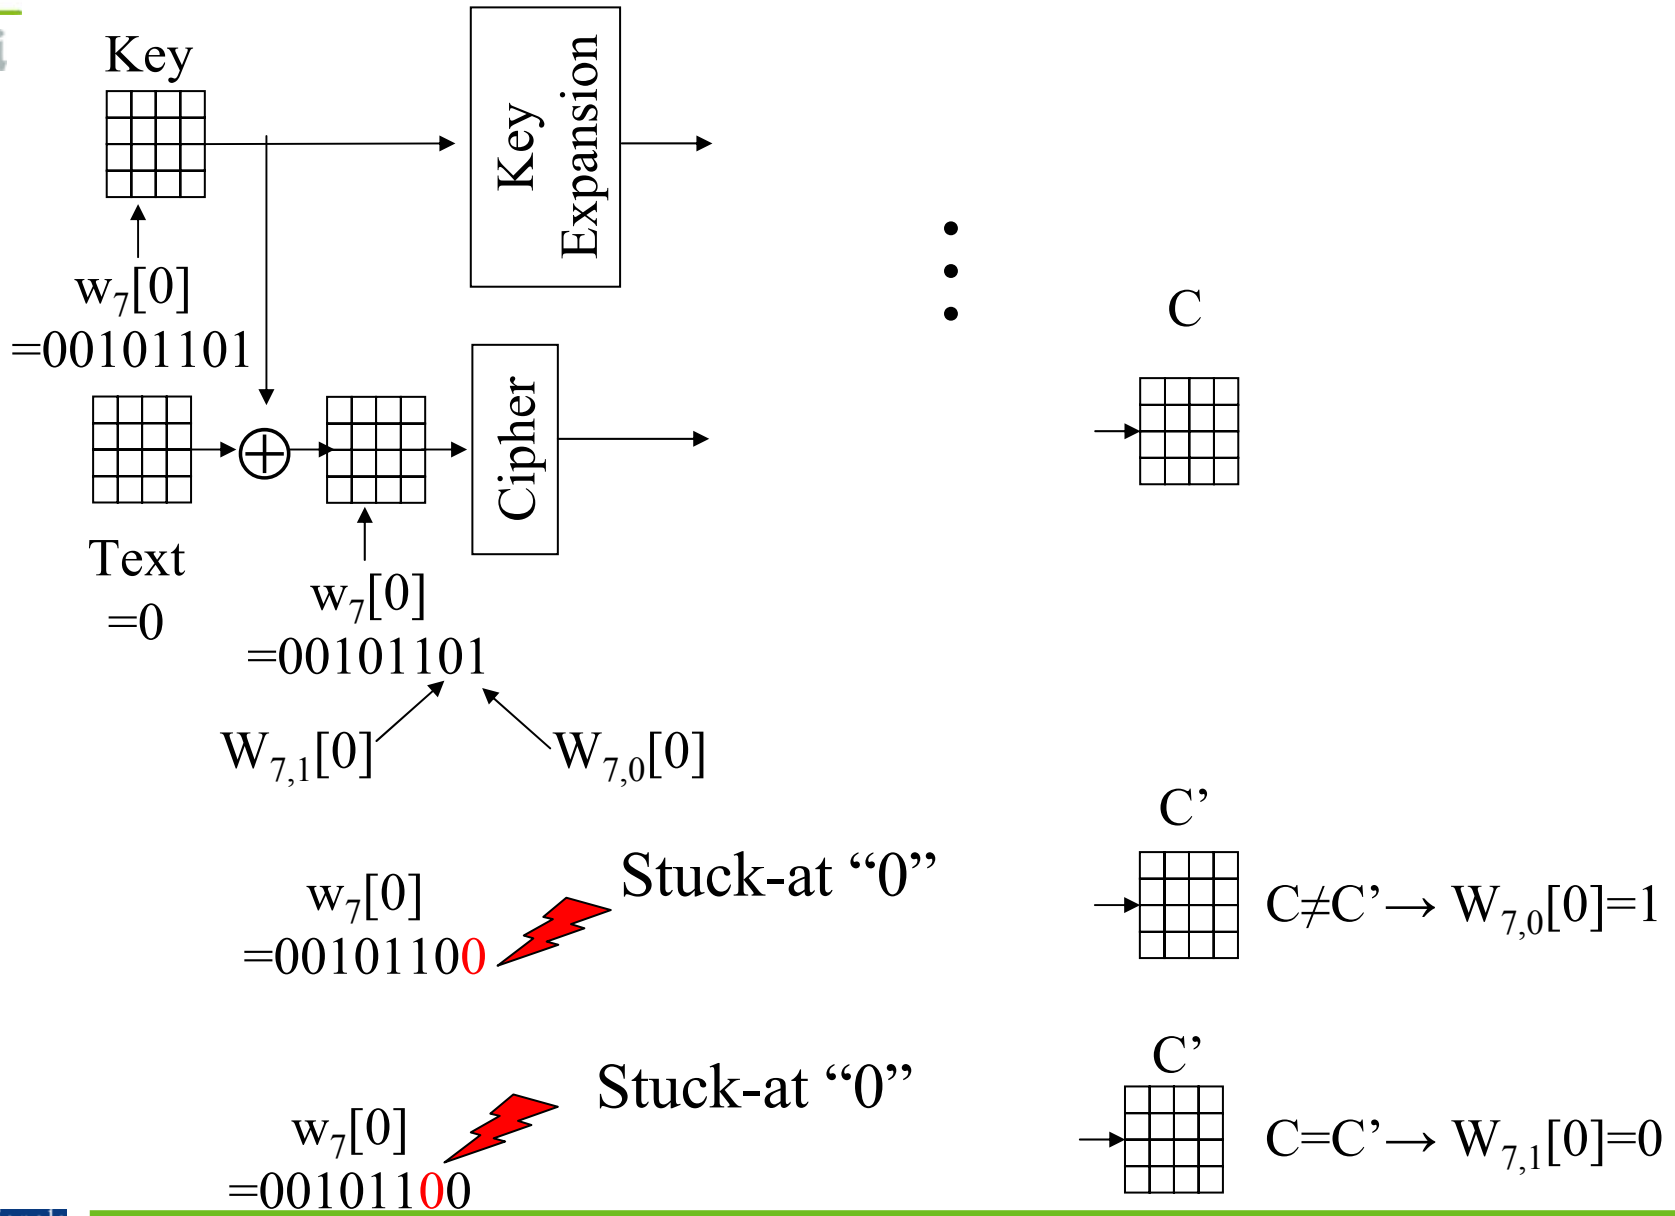 Key
Key Expansion
w7[0]
=00101101
C
Cipher
Text
=0
w7[0]
=00101101
W7,1[0]
W7,0[0]
C’
Stuck-at “0”
w7[0]
=00101100
C≠C’→ W7,0[0]=1
C’
Stuck-at “0”
w7[0]
=00101100
C=C’→ W7,1[0]=0